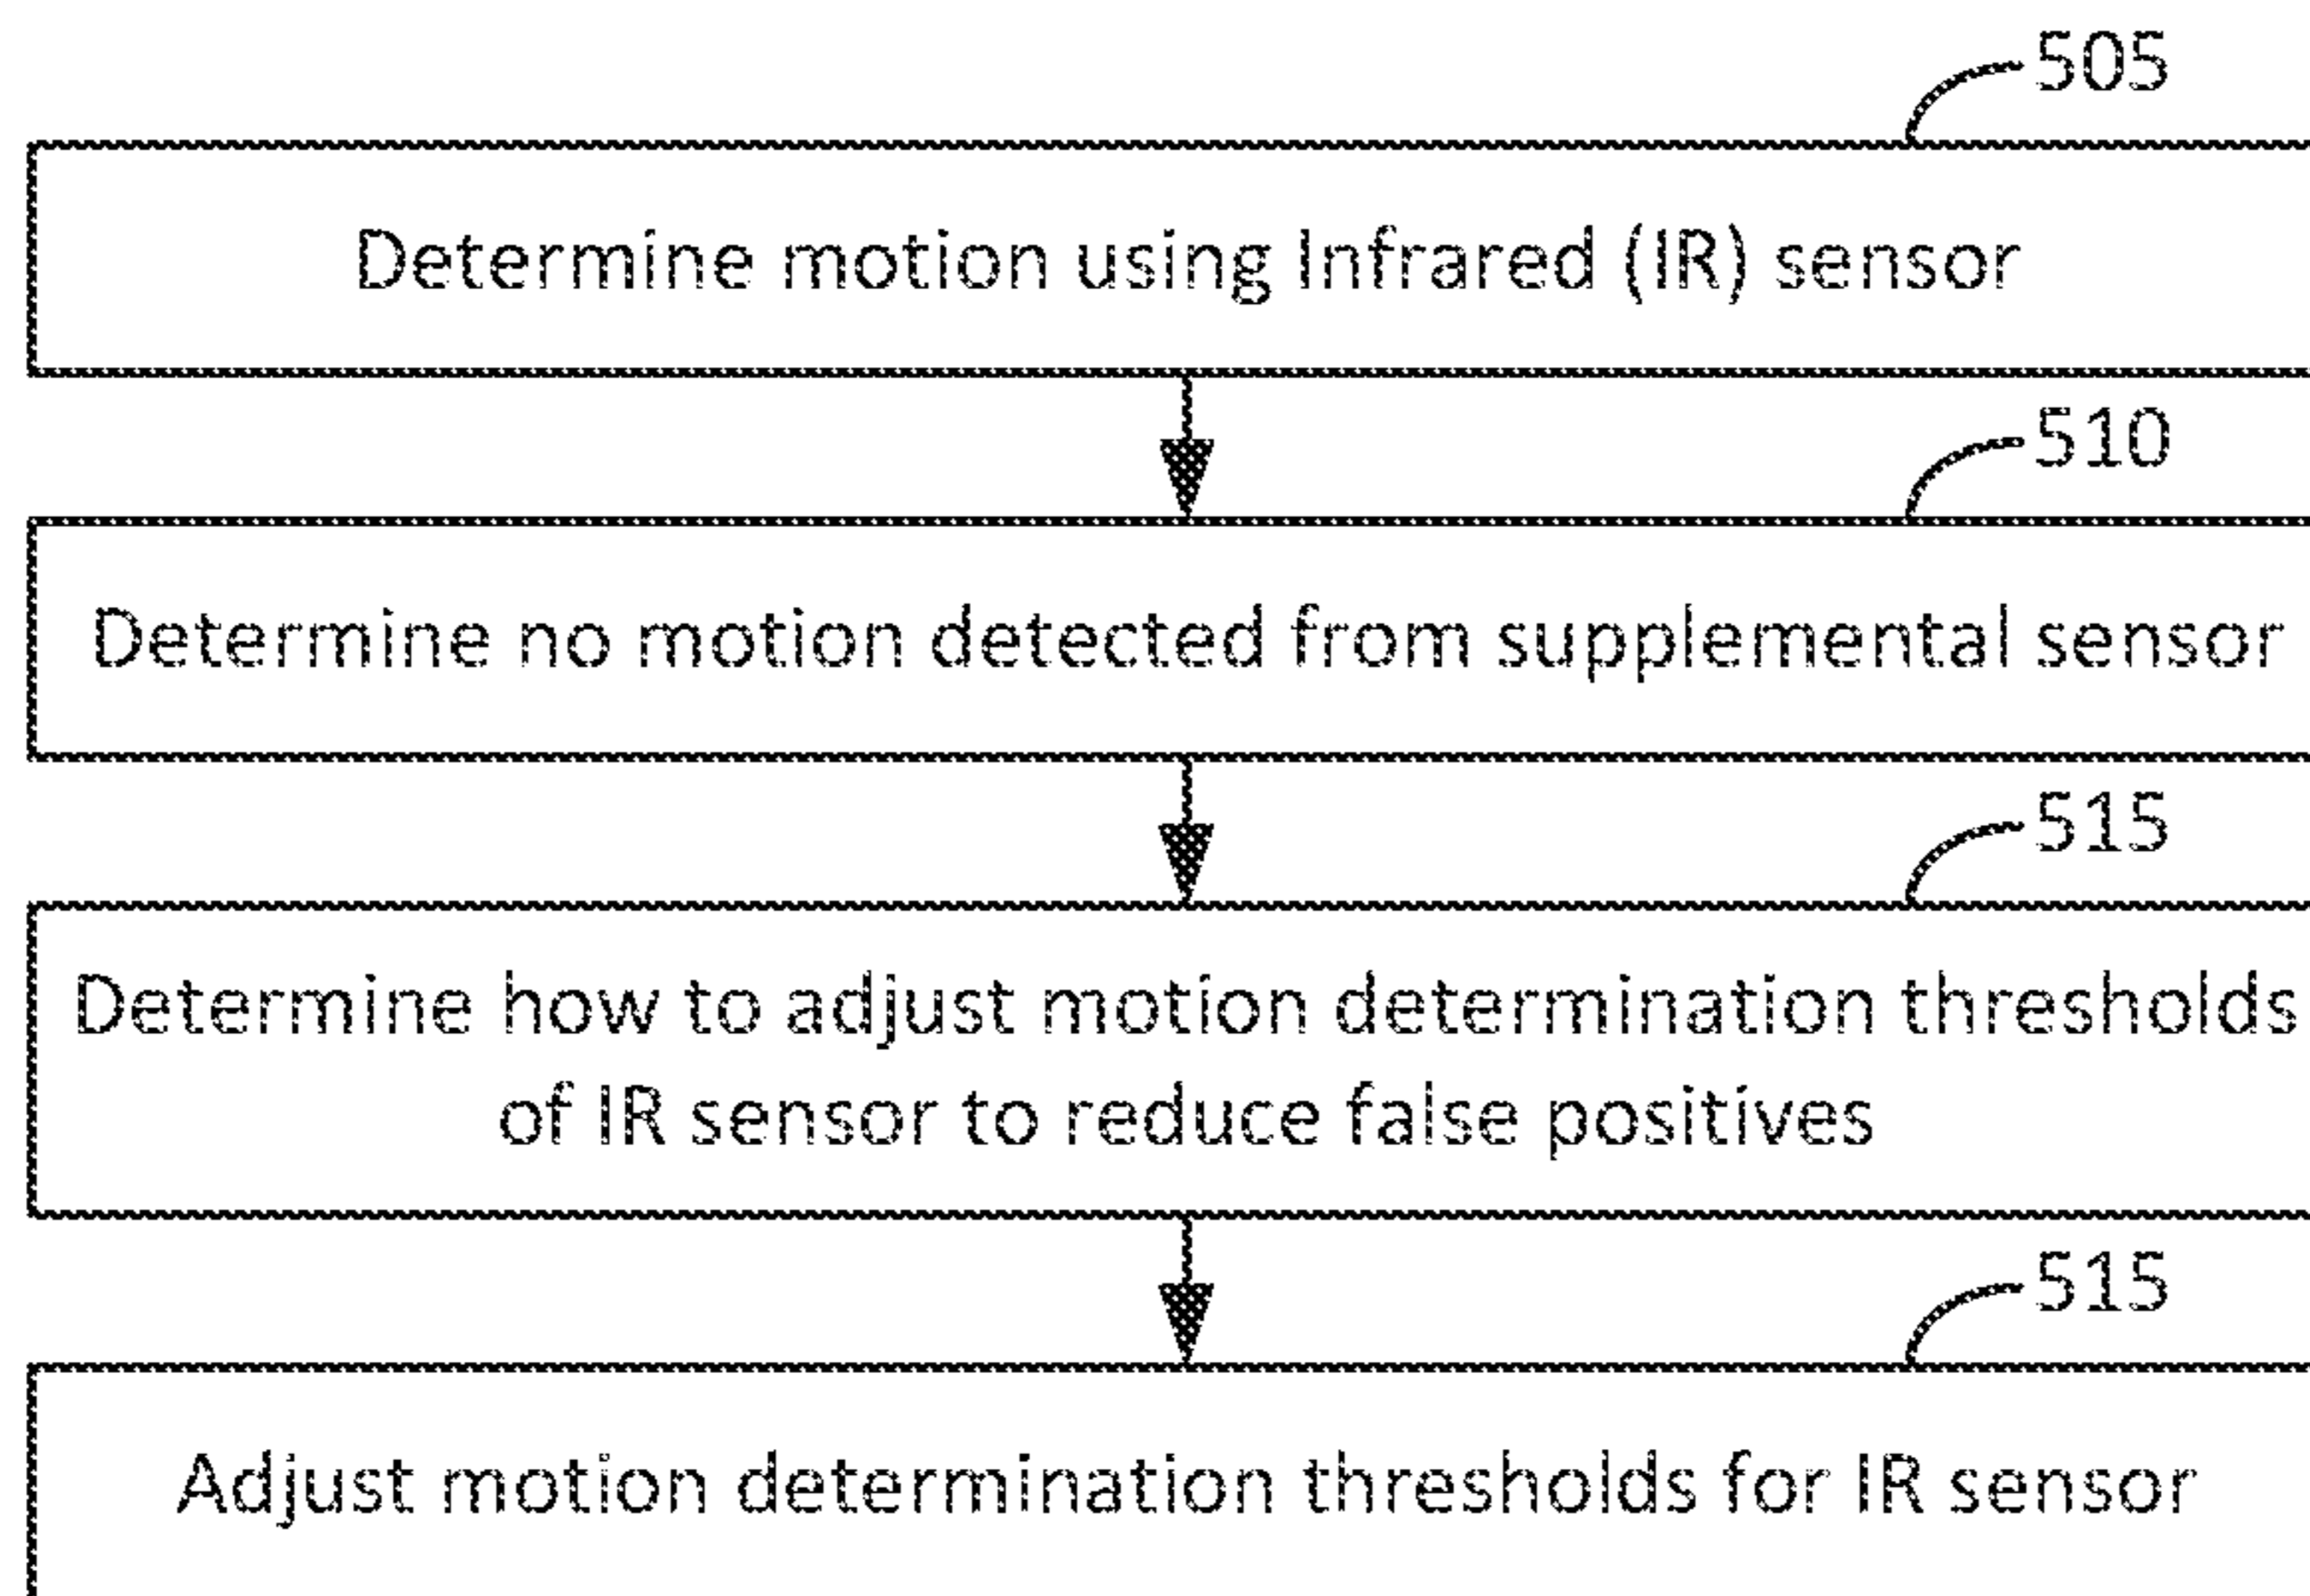 505
Determine motion using Infrared (IR) sensor
510
Determine no motion detected from supplemental sensor
515
Determine how to adjust motion determination thresholds
of IR sensor to reduce false positives
515
Adjust motion determination thresholds for IR sensor